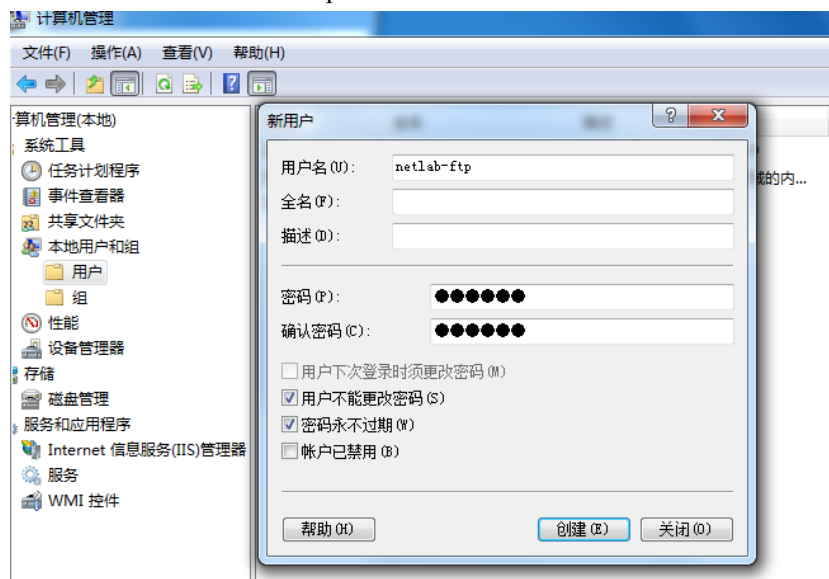 计算机管理
文件(F) 操作(A) 查看(V) 帮助(H)
算机管理(本地)
系统工具
任务计划程序
事件查看器
共享文件夹
本地用户和组
用户
组
性能
设备管理器
存储
磁盘管理
服务和应用程序
Internet 信息服务(IIS)管理器
服务
WMI 控件
新用户
用户名(U): netlab-ftp
全名(F):
描述(D):
密码(P): ●●●●●●
确认密码(C): ●●●●●●
用户下次登录时须更改密码(M)
用户不能更改密码(S)
密码永不过期(W)
帐户已禁用(B)
帮助(H) 创建(E) 关闭(O)
域的内...